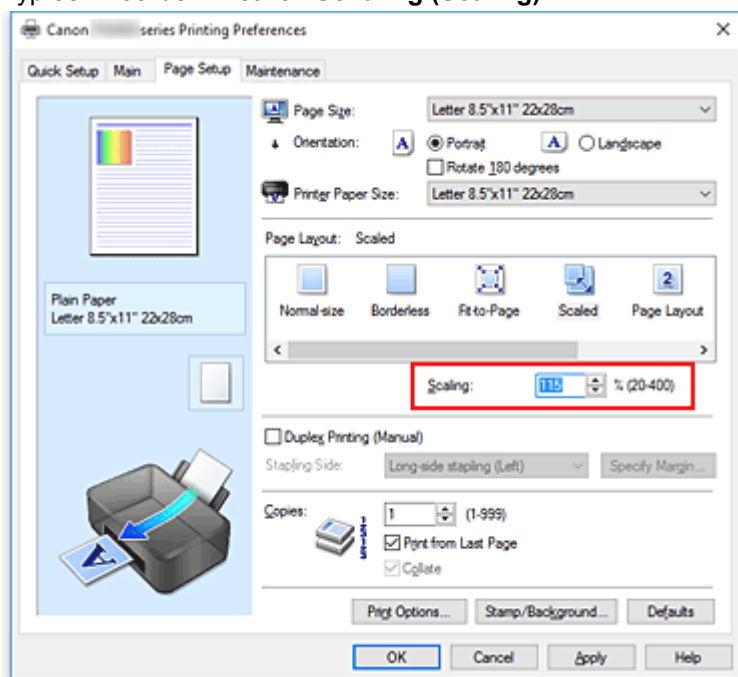 Canon series Printing Preferences
Quick Setup Main Page Setup Maintenance
Page Size: Letter 8.5"x11" 22x28cm
Orientation: A Portrait A Landscape
Rotate 180 degrees
Printer Paper Size: Letter 8.5"x11" 22x28cm
Page Layout: Scaled
Normal-size Borderless Fit-to-Page Scaled Page Layout
Plain Paper
Letter 8.5"x11" 22x28cm
Scaling: 115 % (20-400)
Duplex Printing (Manual)
Stapling Side: Long-side stapling (Left) Specify Margin...
Copies: 1 (1-999)
Print from Last Page
Collate
Print Options... Stamp/Background... Defaults
OK Cancel Apply Help